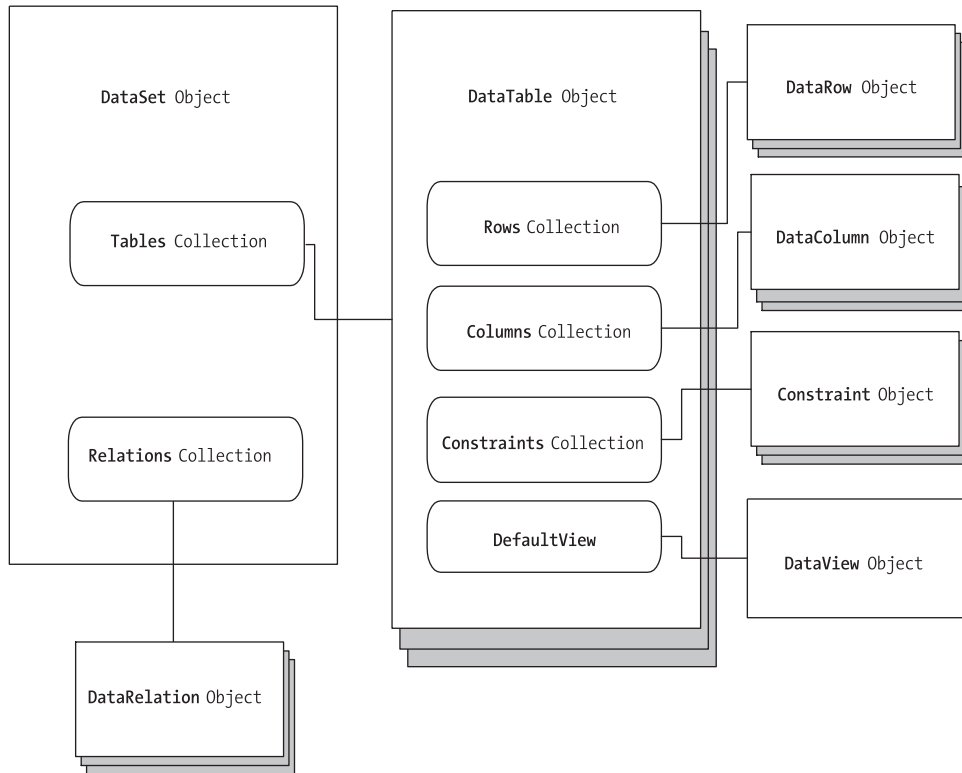 DataSet Object
Tables Collection
Relations Collection
DataRelation Object
DataTable Object
Rows Collection
Columns Collection
Constraints Collection
DefaultView
DataRow Object
DataColumn Object
Constraint Object
DataView Object